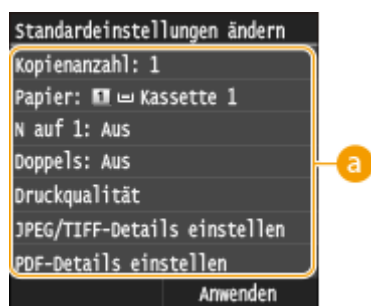 Standardeinstellungen ändern
Kopienanzahl: 1
Papier: 1 Kassette 1
N auf 1: Aus
Doppels: Aus
Druckqualität
JPEG/TIFF-Details einstellen
PDF-Details einstellen
Anwenden
a